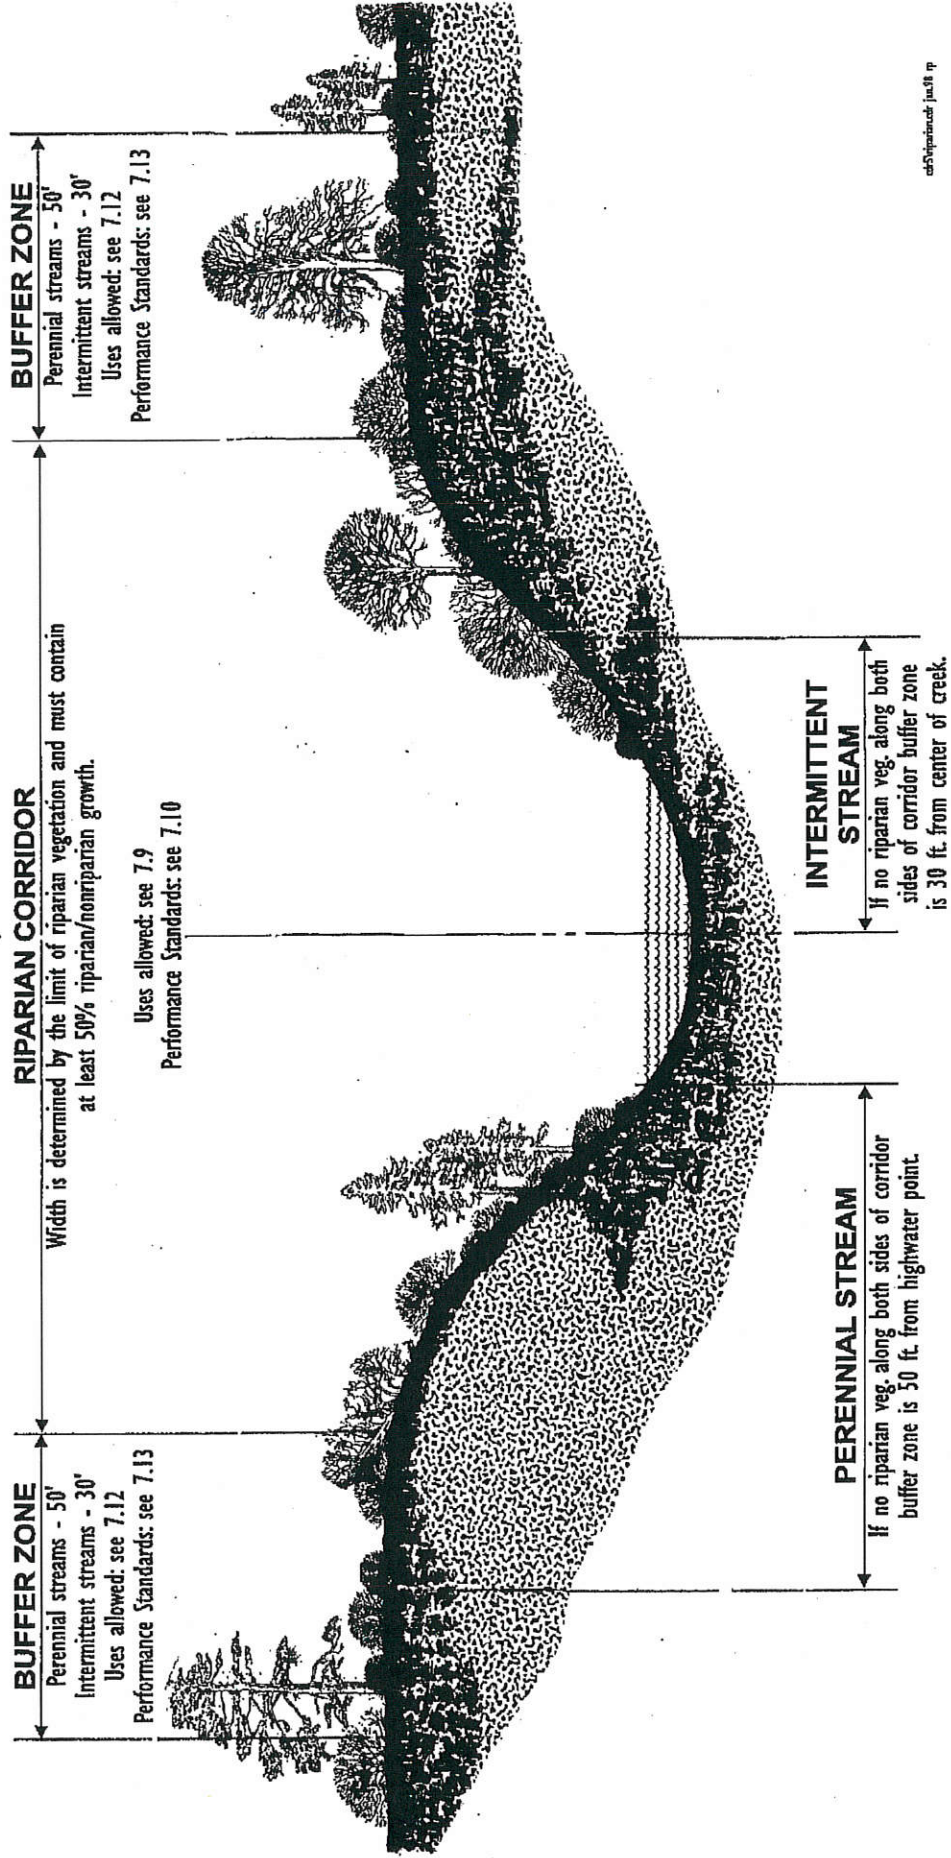 BUFFER ZONE
Perennial streams - 50'
Intermittent streams - 30'
Uses allowed: see 7.12
Performance Standards: see 7.13
RIPARIAN CORRIDOR
Width is determined by the limit of riparian vegetation and must contain
at least 50% riparian/nonriparian growth.
Uses allowed: see 7.9
Performance Standards: see 7.10
BUFFER ZONE
Perennial streams - 50'
Intermittent streams - 30'
Uses allowed: see 7.12
Performance Standards: see 7.13
PERENNIAL STREAM
If no riparian veg. along both sides of corridor
buffer zone is 50 ft. from highwater point.
INTERMITTENT
STREAM
If no riparian veg. along both
sides of corridor buffer zone
is 30 ft. from center of creek.
jun.98 rp